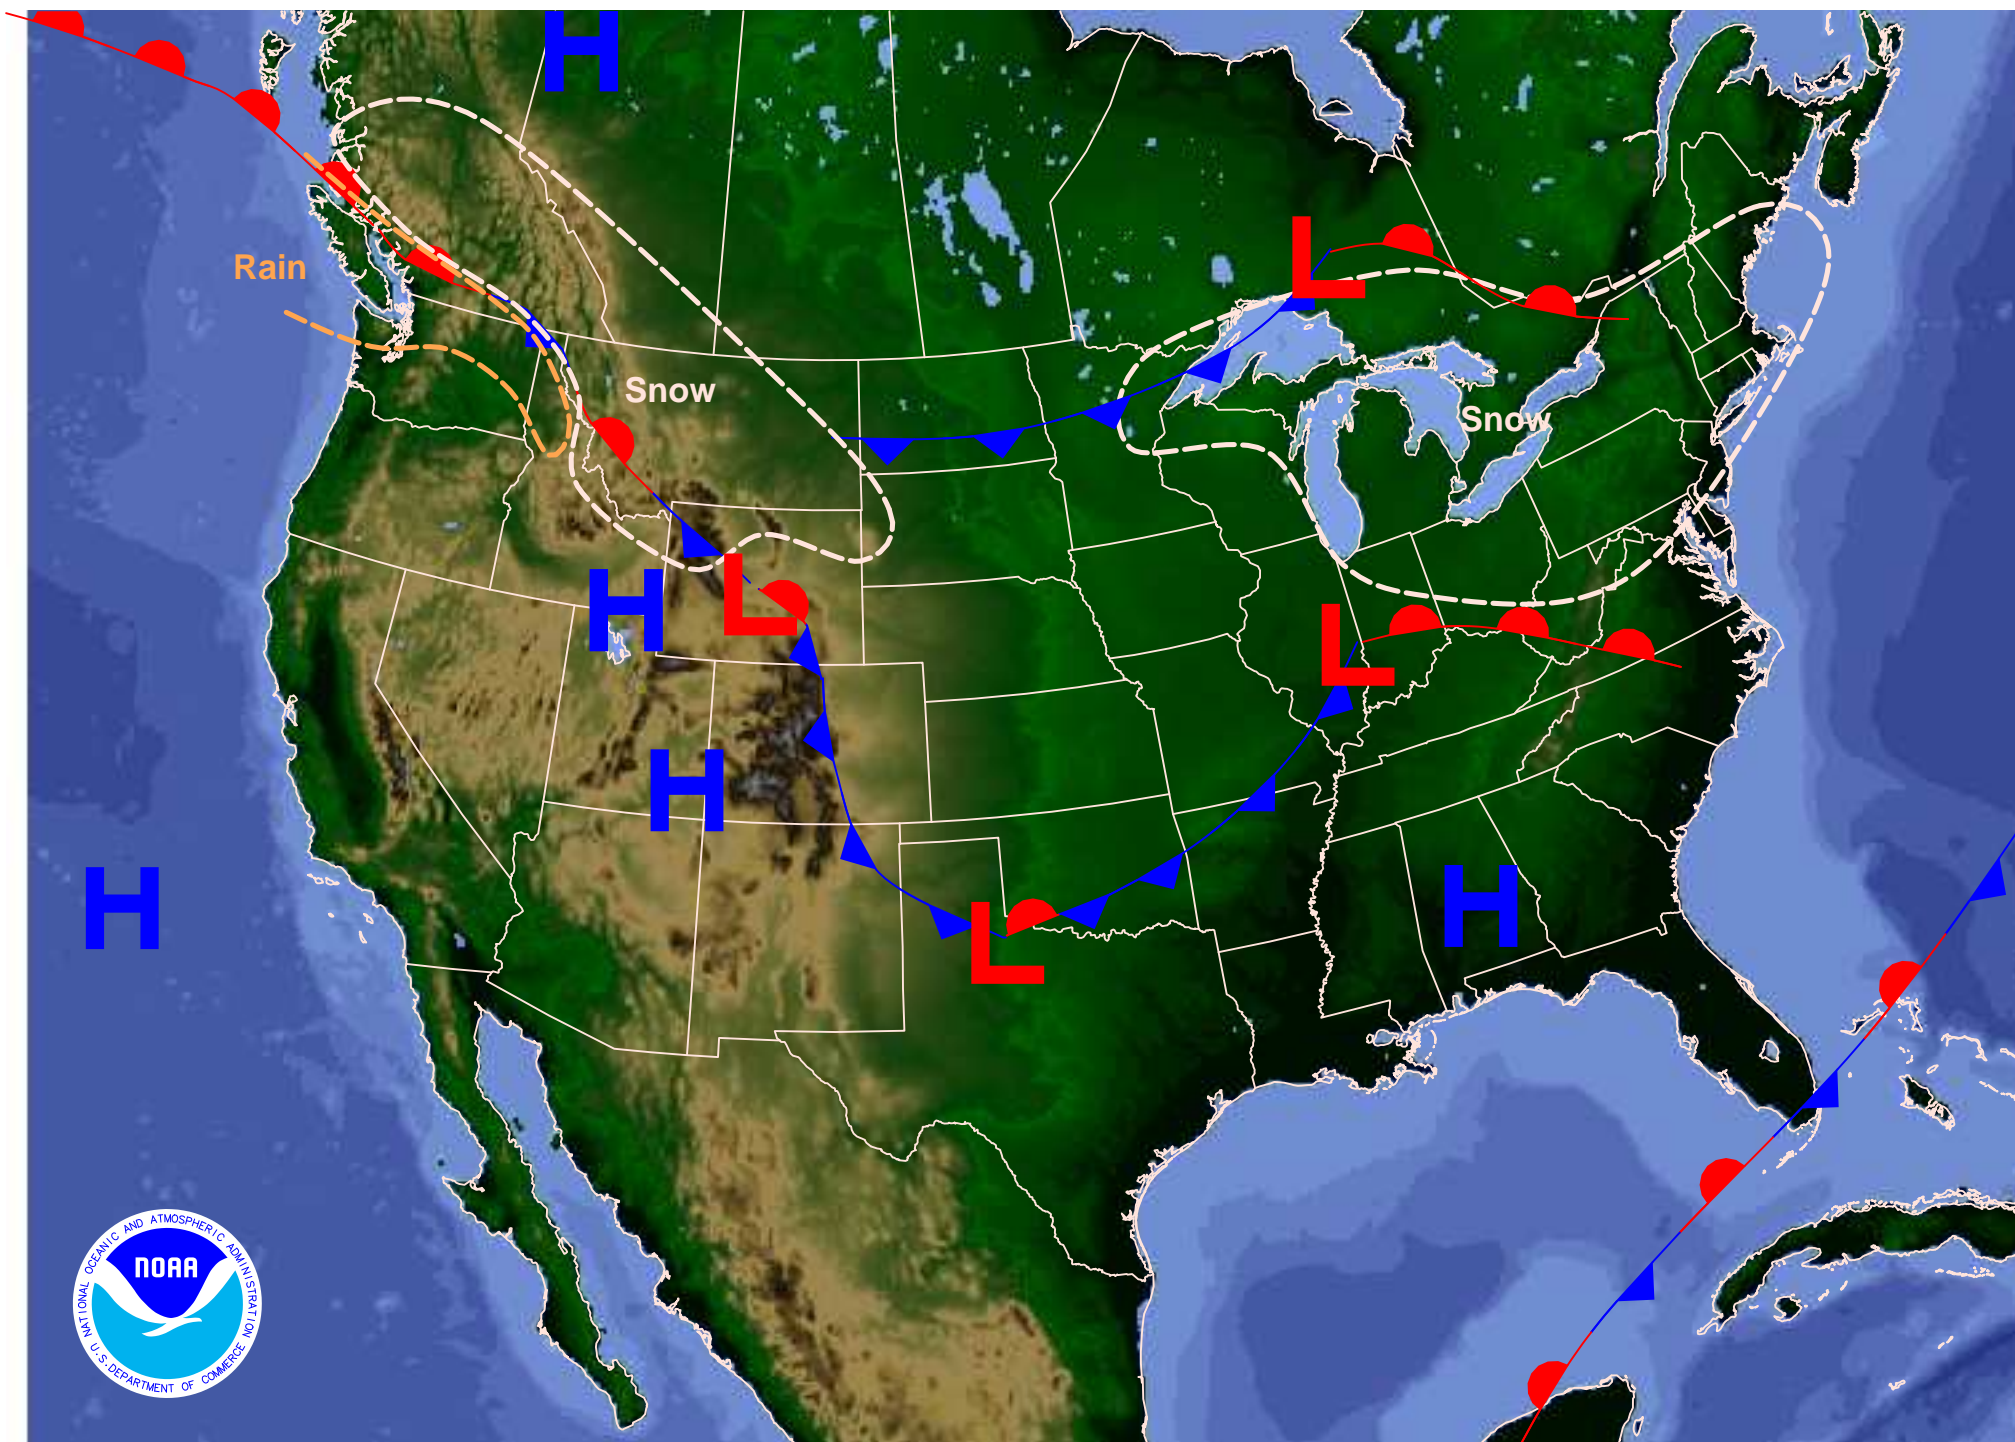 H
L
Rain
Snow
Snow
L
H
L
H
H
H
L
NATIONAL OCEANIC AND ATMOSPHERIC ADMINISTRATION
NOAA
U.S. DEPARTMENT OF COMMERCE